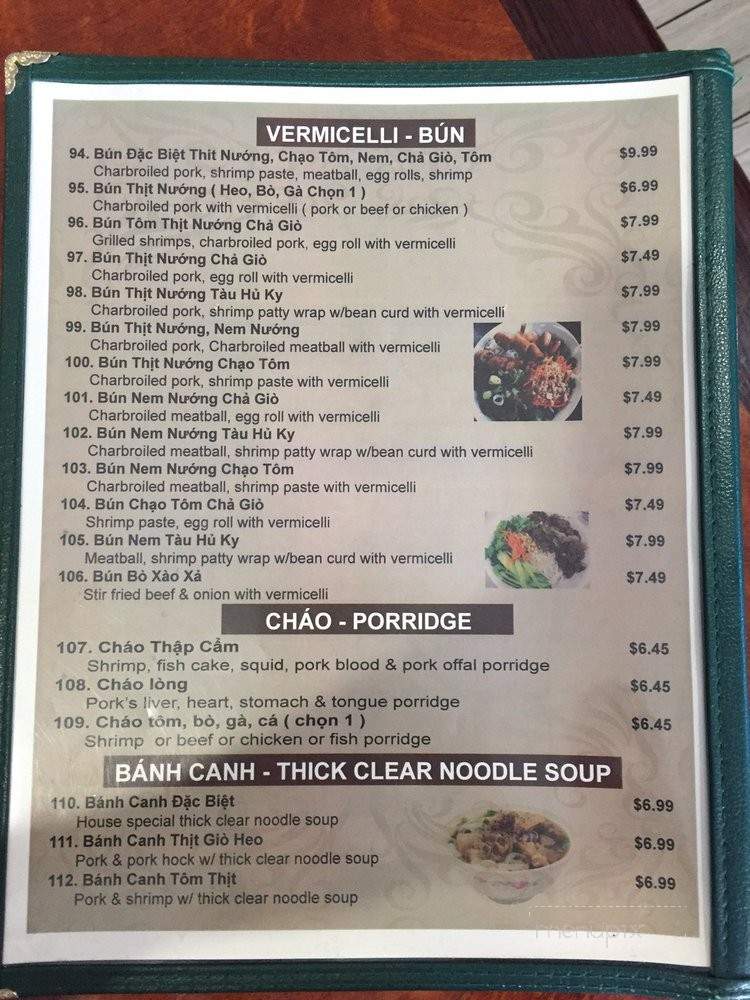 VERMICELLI - BÚN
94. Bún Đặc Biệt Thit Nướng, Chạo Tôm, Nem, Chả Giò, Tôm $9.99
Charbroiled pork, shrimp paste, meatball, egg rolls, shrimp
95. Bún Thịt Nướng ( Heo, Bò, Gà Chọn 1 ) $6.99
Charbroiled pork with vermicelli ( pork or beef or chicken )
96. Bún Tôm Thịt Nướng Chả Giò $7.99
Grilled shrimps, charbroiled pork, egg roll with vermicelli
97. Bún Thịt Nướng Chả Giò $7.49
Charbroiled pork, egg roll with vermicelli
98. Bún Thịt Nướng Tàu Hủ Ky $7.99
Charbroiled pork, shrimp patty wrap w/bean curd with vermicelli
99. Bún Thịt Nướng, Nem Nướng $7.99
Charbroiled pork, Charbroiled meatball with vermicelli
100. Bún Thịt Nướng Chạo Tôm $7.99
Charbroiled pork, shrimp paste with vermicelli
101. Bún Nem Nướng Chả Giò $7.49
Charbroiled meatball, egg roll with vermicelli
102. Bún Nem Nướng Tàu Hủ Ky $7.99
Charbroiled meatball, shrimp patty wrap w/bean curd with vermicelli
103. Bún Nem Nướng Chạo Tôm $7.99
Charbroiled meatball, shrimp paste with vermicelli
104. Bún Chạo Tôm Chả Giò $7.49
Shrimp paste, egg roll with vermicelli
105. Bún Nem Tàu Hủ Ky $7.99
Meatball, shrimp patty wrap w/bean curd with vermicelli
106. Bún Bò Xào Xả $7.49
Stir fried beef & onion with vermicelli
CHÁO - PORRIDGE
107. Cháo Thập Cẩm $6.45
Shrimp, fish cake, squid, pork blood & pork offal porridge
108. Cháo lòng $6.45
Pork's liver, heart, stomach & tongue porridge
109. Cháo tôm, bò, gà, cá ( chọn 1 ) $6.45
Shrimp or beef or chicken or fish porridge
BÁNH CANH - THICK CLEAR NOODLE SOUP
110. Bánh Canh Đặc Biệt $6.99
House special thick clear noodle soup
111. Bánh Canh Thịt Giò Heo $6.99
Pork & pork hock w/ thick clear noodle soup
112. Bánh Canh Tôm Thịt $6.99
Pork & shrimp w/ thick clear noodle soup
menupix